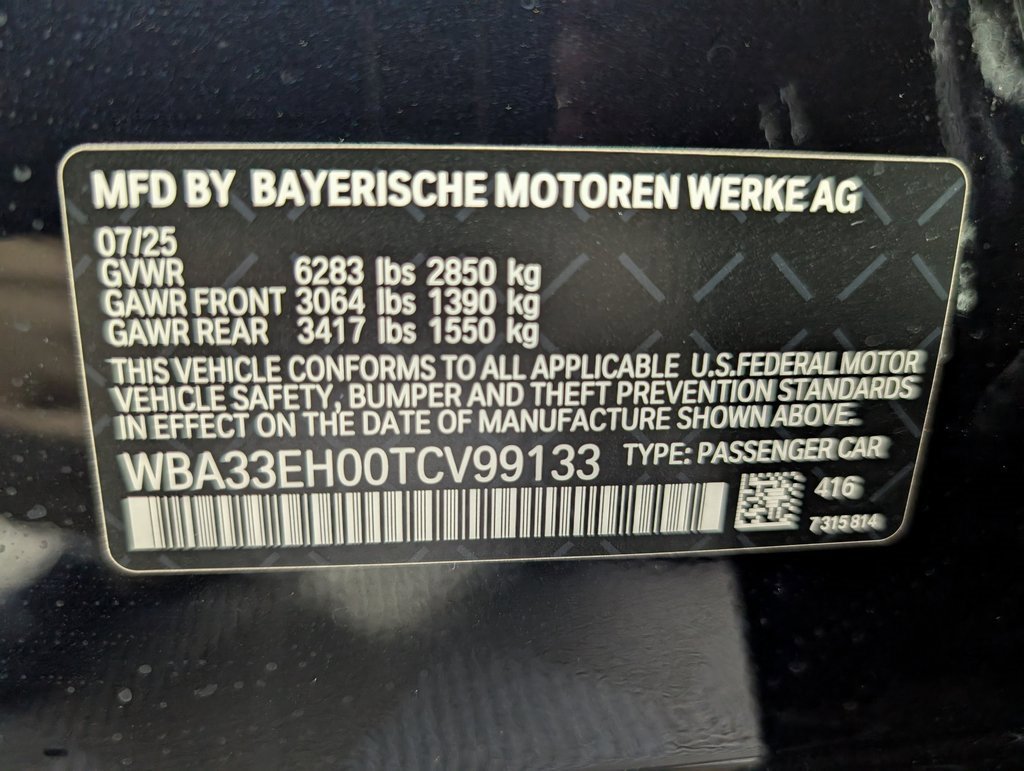 MFD BY BAYERISCHE MOTOREN WERKE AG
07/25
GVWR 6283 lbs 2850 kg
GAWR FRONT 3064 lbs 1390 kg
GAWR REAR 3417 lbs 1550 kg
THIS VEHICLE CONFORMS TO ALL APPLICABLE U.S.FEDERAL MOTOR
VEHICLE SAFETY, BUMPER AND THEFT PREVENTION STANDARDS
IN EFFECT ON THE DATE OF MANUFACTURE SHOWN ABOVE.
WBA33EH00TCV99133 TYPE: PASSENGER CAR
416
7315814